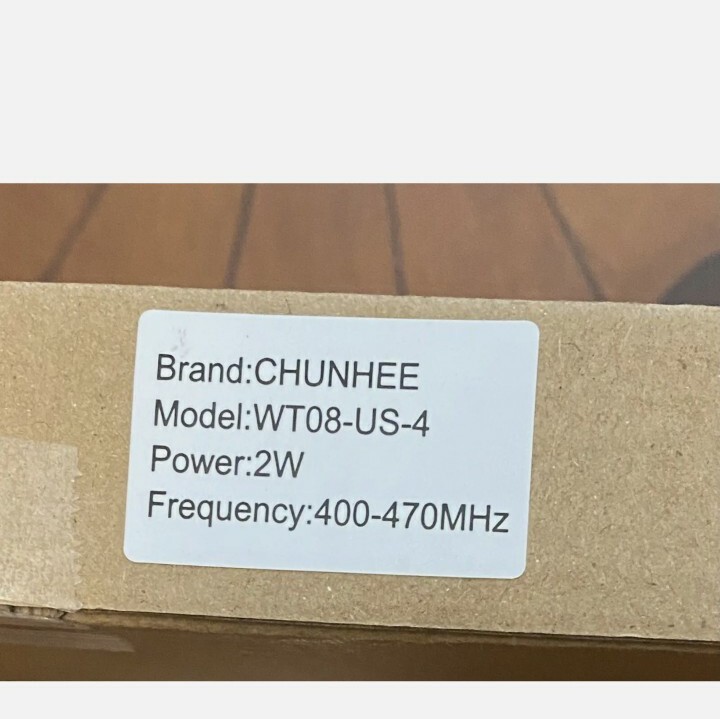 Brand:CHUNHEE
Model:WT08-US-4
Power:2W
Frequency:400-470MHz